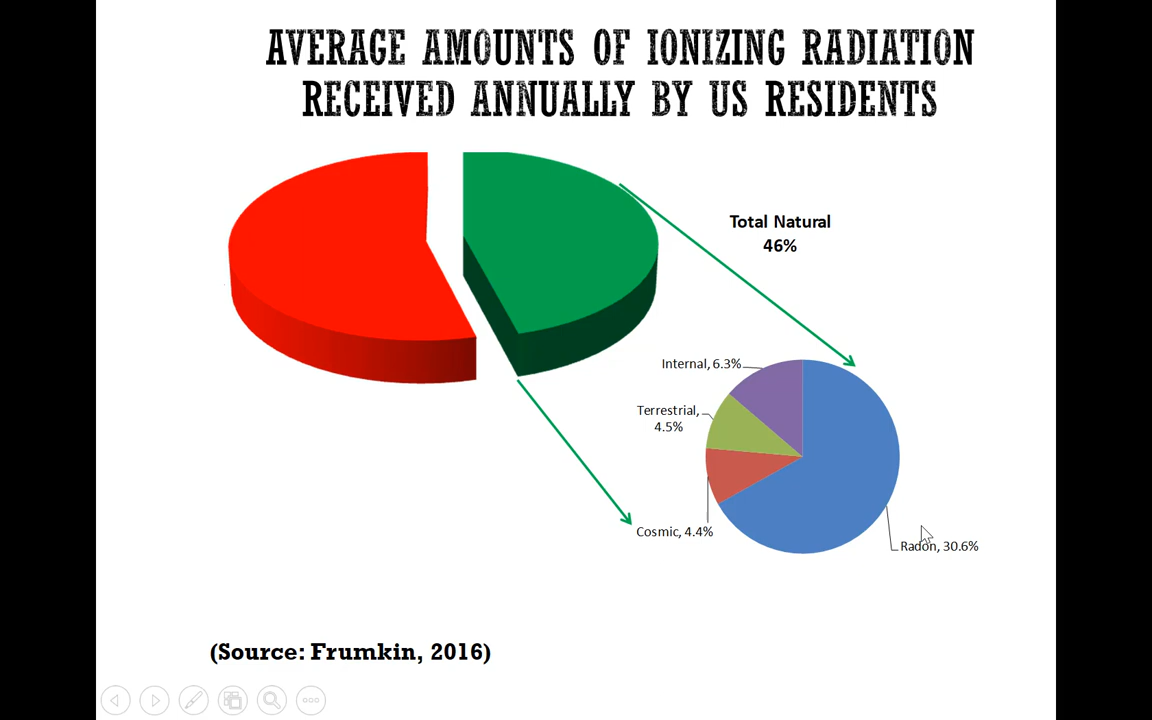 AVERAGE AMOUNTS OF IONIZING RADIATION
RECEIVED ANNUALLY BY US RESIDENTS
Total Natural
46%
Internal, 6.3%
Terrestrial,
4.5%
Cosmic, 4.4%
Radon, 30.6%
(Source: Frumkin, 2016)